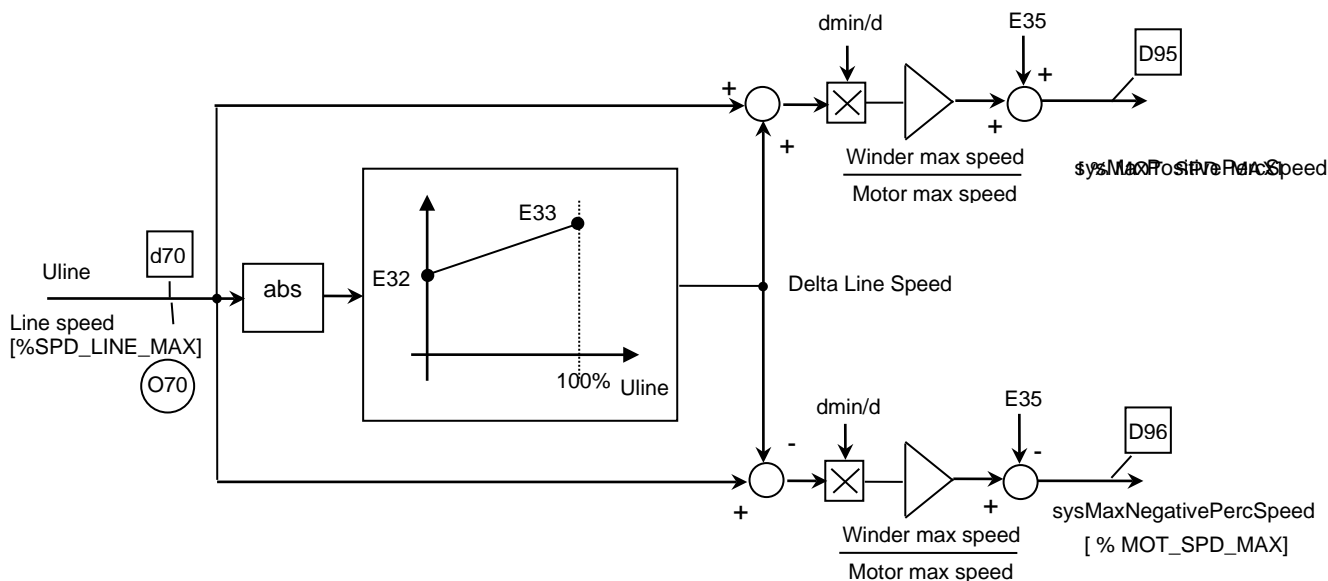 dmin/d
E35
D95
+
+
+
+
Winder max speed
Motor max speed
E33
E32
d70
Uline
abs
Delta Line Speed
Line speed
[%SPD_LINE_MAX]
O70
100%
Uline
dmin/d
E35
D96
-
-
+
+
sysMaxNegativePercSpeed
[ % MOT_SPD_MAX]
Winder max speed
Motor max speed